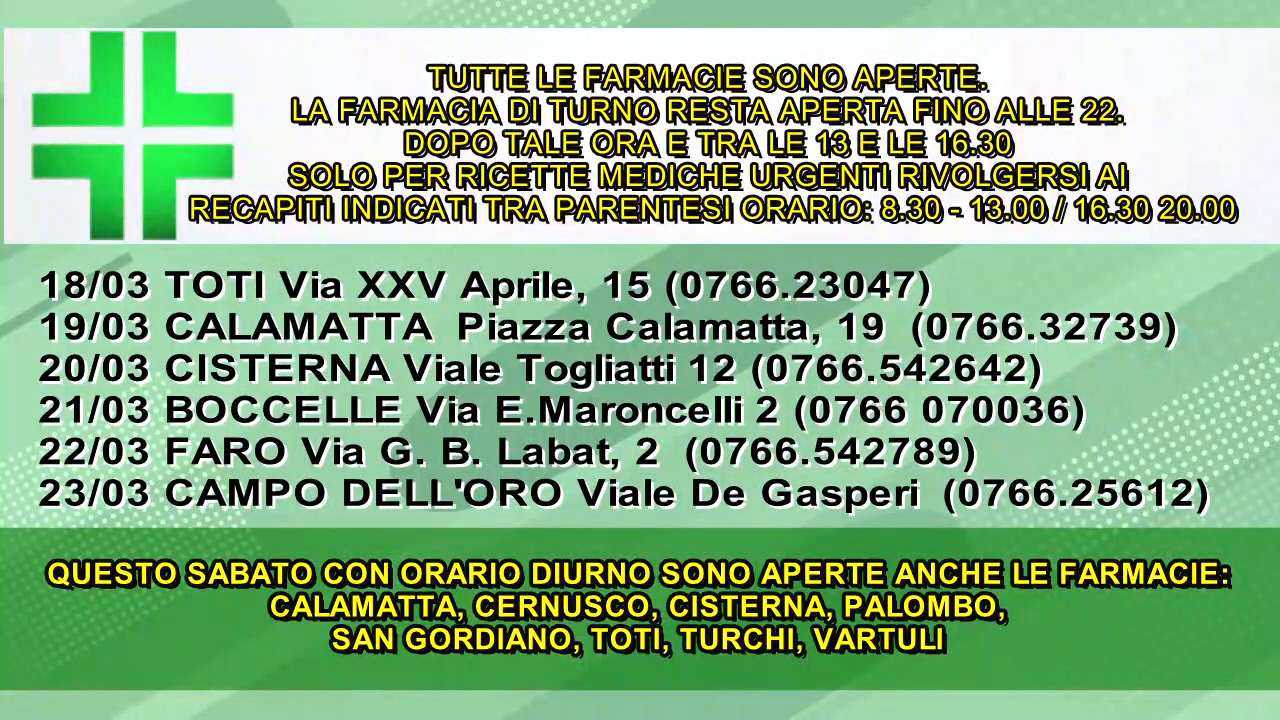 TUTTE LE FARMACIE SONO APERTE.
LA FARMACIA DI TURNO RESTA APERTA FINO ALLE 22.
DOPO TALE ORA E TRA LE 13 E LE 16.30
SOLO PER RICETTE MEDICHE URGENTI RIVOLGERSI AI
RECAPITI INDICATI TRA PARENTESI ORARIO: 8.30 - 13.00 / 16.30 20.00
18/03 TOTI Via XXV Aprile, 15 (0766.23047)
19/03 CALAMATTA  Piazza Calamatta, 19  (0766.32739)
20/03 CISTERNA Viale Togliatti 12 (0766.542642)
21/03 BOCCELLE Via E.Maroncelli 2 (0766 070036)
22/03 FARO Via G. B. Labat, 2  (0766.542789)
23/03 CAMPO DELL'ORO Viale De Gasperi  (0766.25612)
QUESTO SABATO CON ORARIO DIURNO SONO APERTE ANCHE LE FARMACIE:
CALAMATTA, CERNUSCO, CISTERNA, PALOMBO,
SAN GORDIANO, TOTI, TURCHI, VARTULI